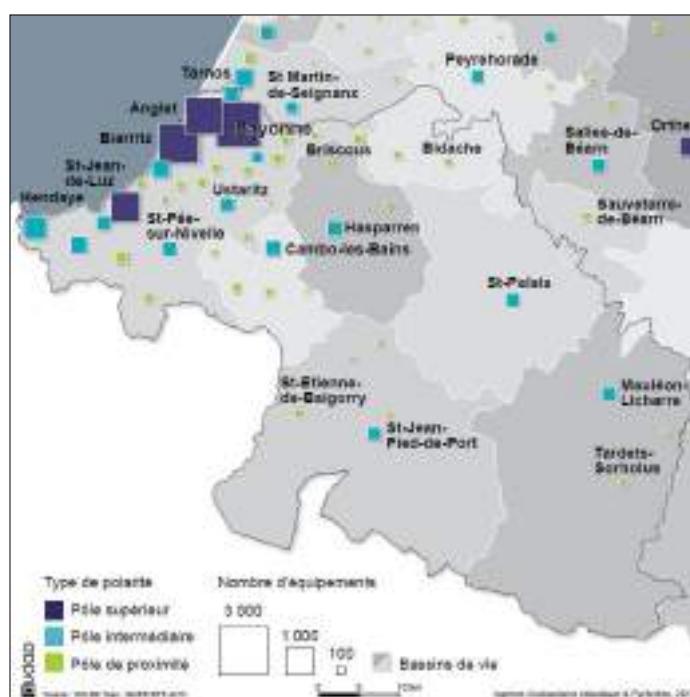 Tarnos
St Martin-
de-Seignanx
Peyrehorade
Anglet
Bayonne
Biarritz
Briscous
Bidache
Salies-de-
Béarn
Orthe
St-Jean-
de-Luz
Hendaye
Ustaritz
Sauveterre-
de-Béarn
St-Pée-
sur-Nivelle
Hasparren
Cambo-les-Bains
St-Palais
St-Etienne-
de-Baigorry
Mauléon-
Licharre
St-Jean-
Pied-de-Port
Tardets-
Sorholus
Type de polarité
Pôle supérieur
Pôle intermédiaire
Pôle de proximité
Nombre d'équipements
3 000
1 000
100
Bassins de vie
audap